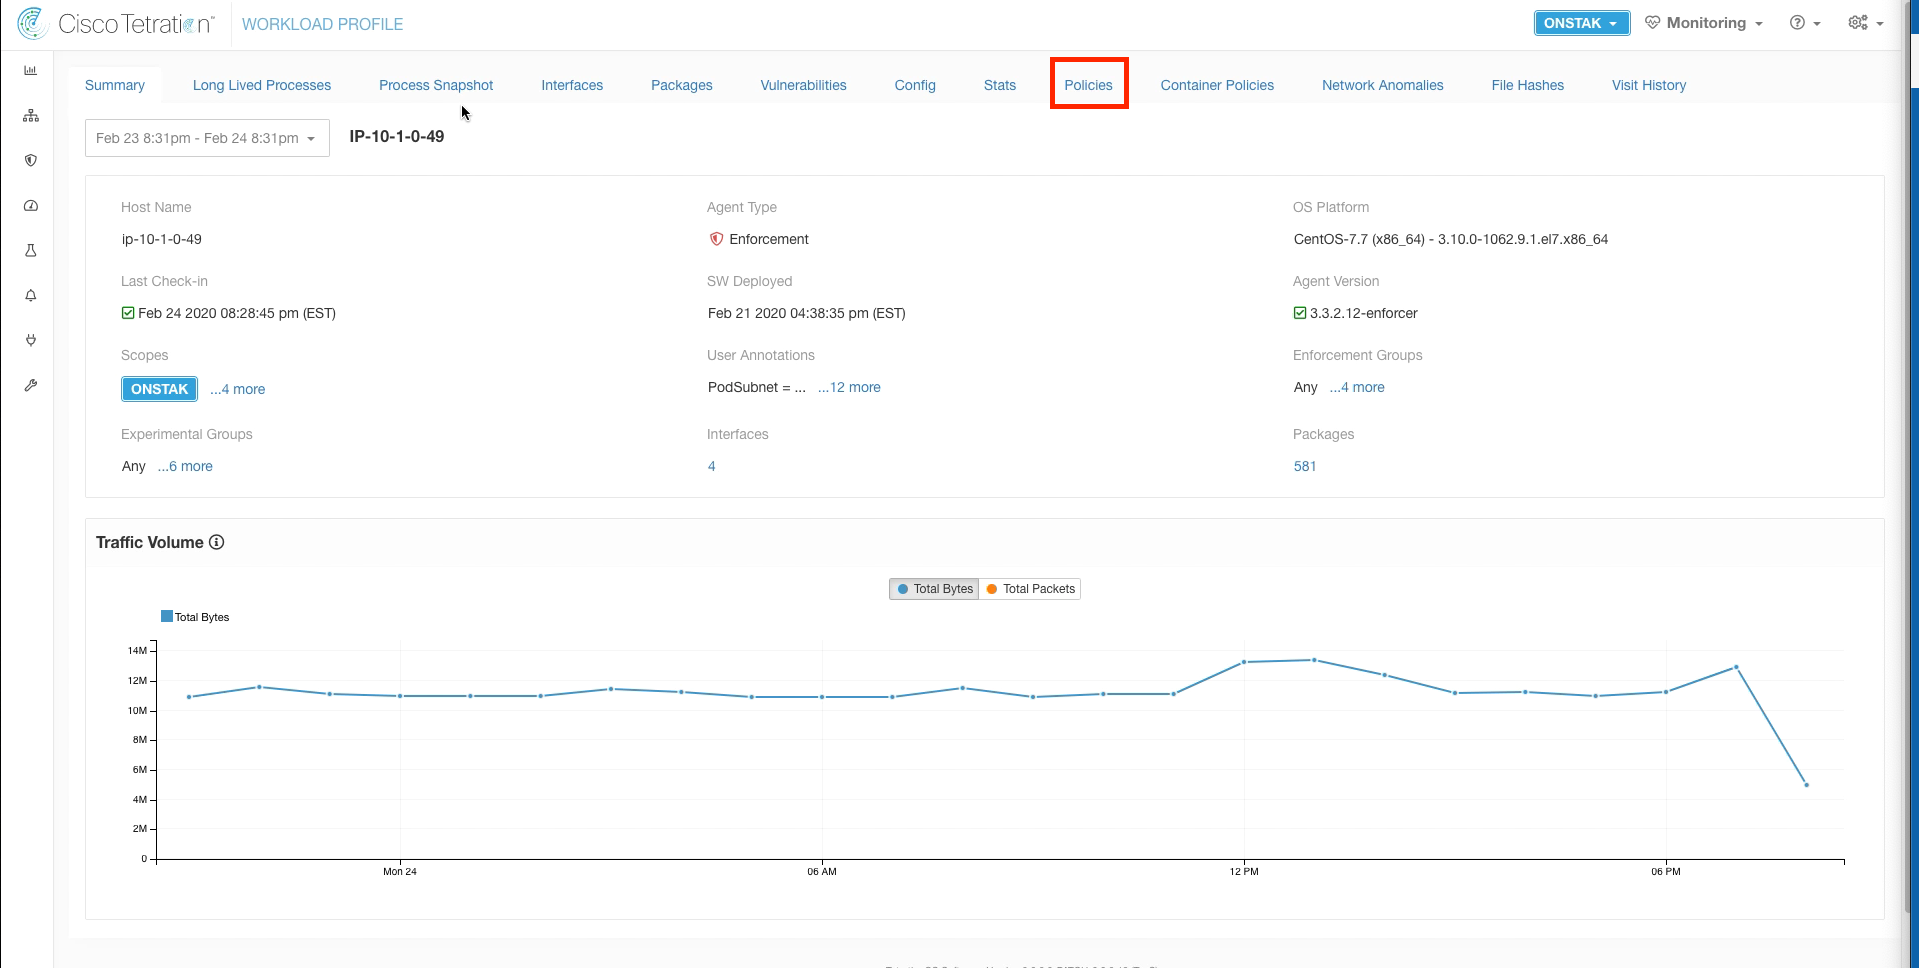 Cisco Tetration™ WORKLOAD PROFILE ONSTAK Monitoring
Summary Long Lived Processes Process Snapshot Interfaces Packages Vulnerabilities Config Stats Policies Container Policies Network Anomalies File Hashes Visit History
Feb 23 8:31pm - Feb 24 8:31pm IP-10-1-0-49
Host Name Agent Type OS Platform
ip-10-1-0-49 Enforcement CentOS-7.7 (x86_64) - 3.10.0-1062.9.1.el7.x86_64
Last Check-in SW Deployed Agent Version
Feb 24 2020 08:28:45 pm (EST) Feb 21 2020 04:38:35 pm (EST) 3.3.2.12-enforcer
Scopes User Annotations Enforcement Groups
ONSTAK ...4 more PodSubnet = ... ...12 more Any ...4 more
Experimental Groups Interfaces Packages
Any ...6 more 4 581
Traffic Volume
Total Bytes Total Packets
Total Bytes
14M
12M
10M
8M
6M
4M
2M
0
Mon 24 06 AM 12 PM 06 PM